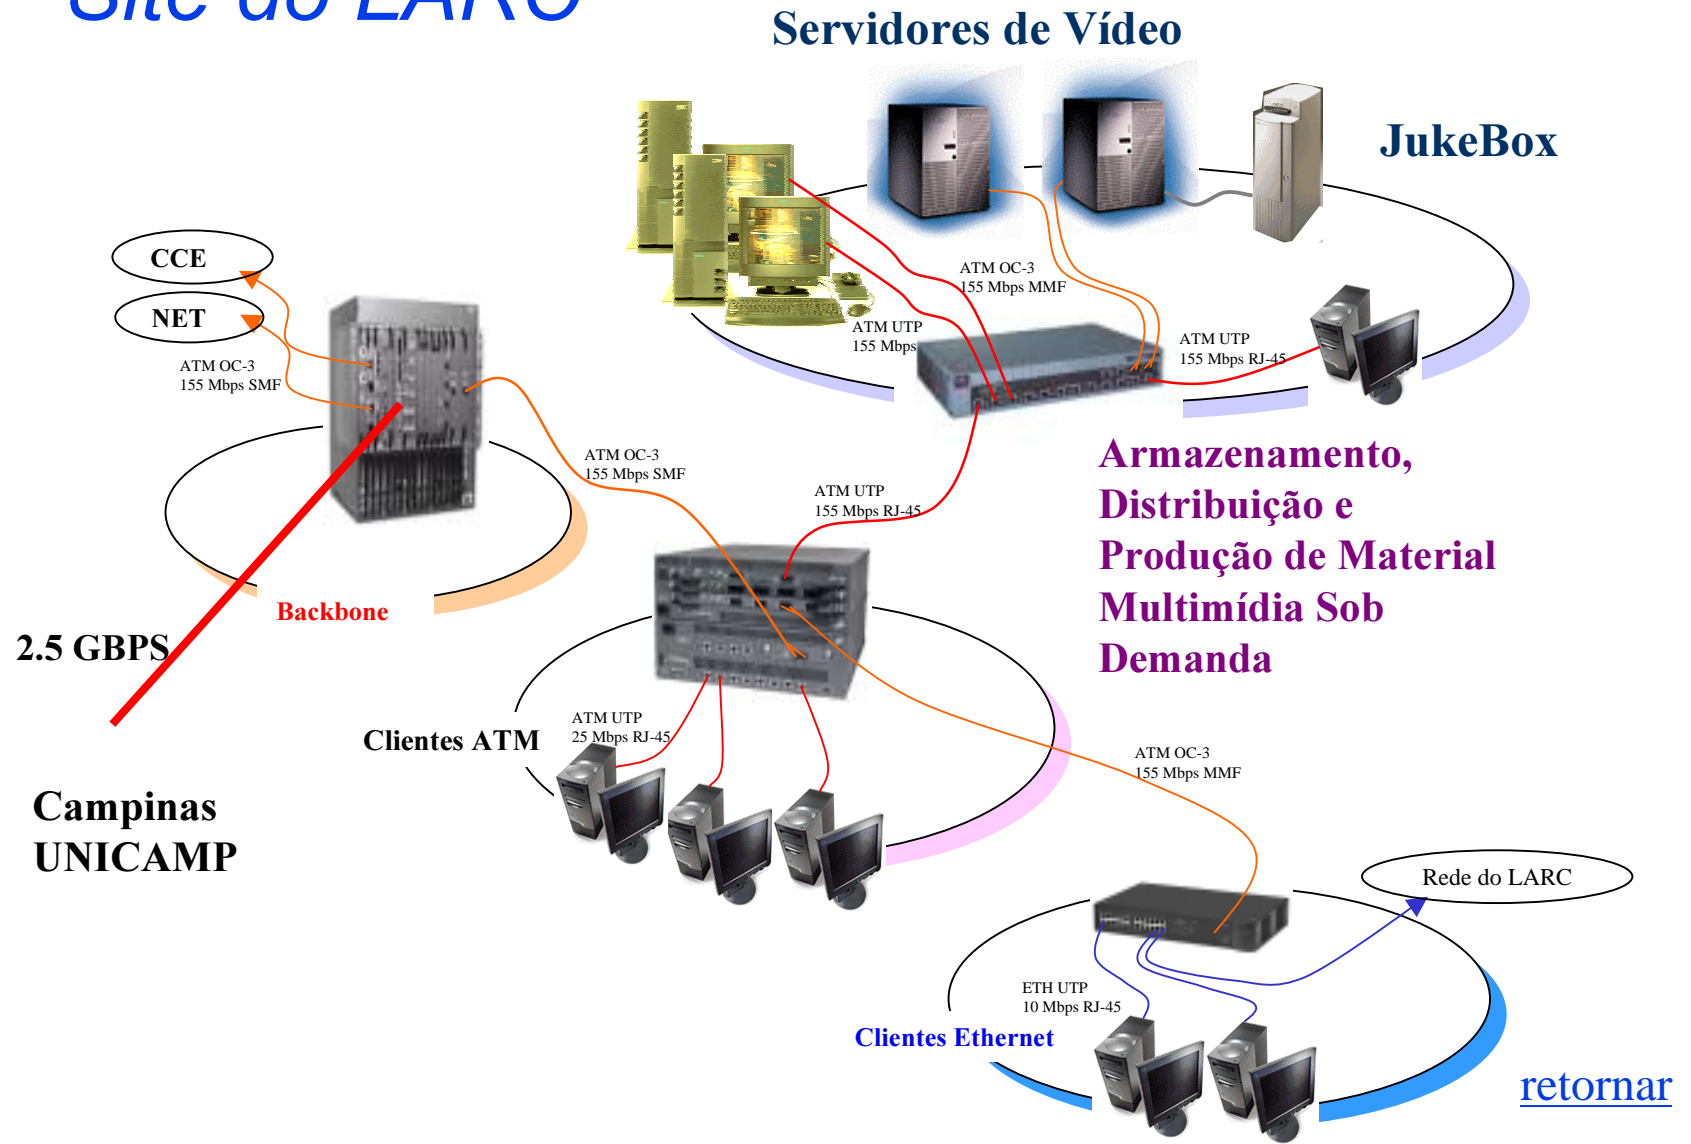 Site do LARC
Servidores de Vídeo
JukeBox
CCE
NET
ATM OC-3
155 Mbps SMF
ATM OC-3
155 Mbps MMF
ATM UTP
155 Mbps
ATM UTP
155 Mbps RJ-45
ATM OC-3
155 Mbps SMF
ATM UTP
155 Mbps RJ-45
Armazenamento,
Distribuição e
Produção de Material
Multimídia Sob
Demanda
Backbone
2.5 GBPS
Clientes ATM
ATM UTP
25 Mbps RJ-45
ATM OC-3
155 Mbps MMF
Campinas
UNICAMP
Rede do LARC
ETH UTP
10 Mbps RJ-45
Clientes Ethernet
retornar